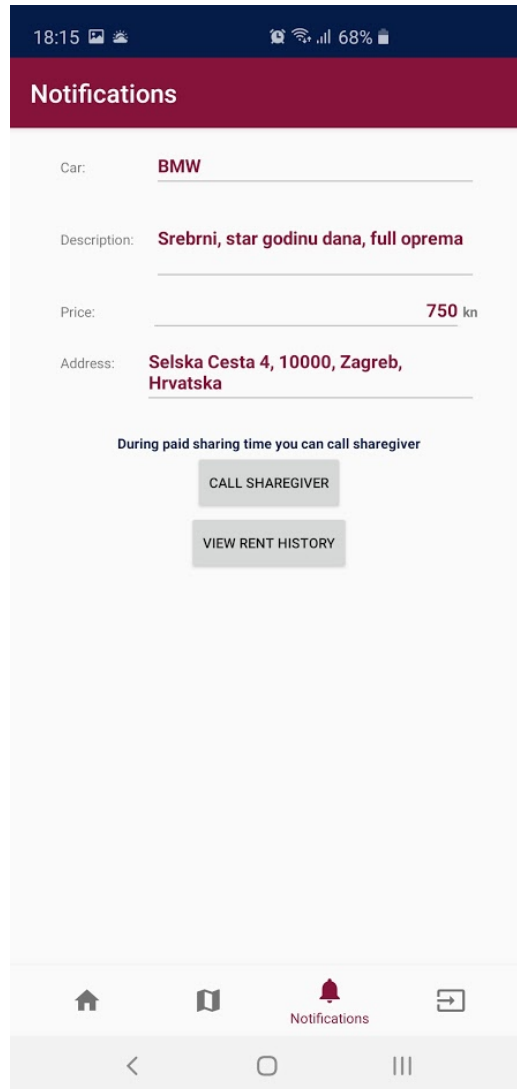 18:15 68%
Notifications
Car: BMW
Description: Srebrni, star godinu dana, full oprema
Price: 750 kn
Address: Selska Cesta 4, 10000, Zagreb,
Hrvatska
During paid sharing time you can call sharegiver
CALL SHAREGIVER
VIEW RENT HISTORY
Notifications